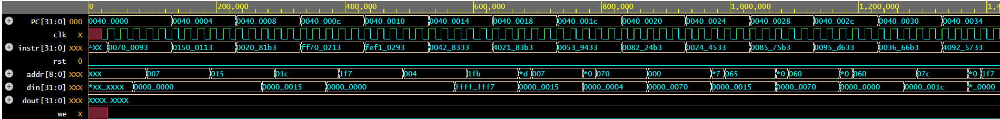 0 200,000 400,000 600,000 800,000 1,000,000 1,200,000 1,4
PC[31:0] 000 0040_0000 0040_0004 0040_0008 0040_000c 0040_0010 0040_0014 0040_0018 0040_001c 0040_0020 0040_0024 0040_0028 0040_002c 0040_0030 0040_0034
clk X
instr[31:0] XXX *XX 0070_0093 0150_0113 0020_81b3 ff70_0213 fef1_0293 0042_8333 4021_83b3 0053_9433 0082_24b3 0024_4533 0085_75b3 0095_d633 0036_66b3 4092_5733
rst 0
addr[8:0] XXX XXX 007 015 01c 1f7 004 1fb *d 007 *0 070 000 *7 065 *0 060 *0 060 07c *0 1f7
din[31:0] XXX *XX_XXXX 0000_0000 0000_0015 0000_0000 ffff_fff7 0000_0015 0000_0004 0000_0070 0000_0015 0000_0070 0000_0000 0000_001c *_0000
dout[31:0] XXX XXXX_XXXX
we X